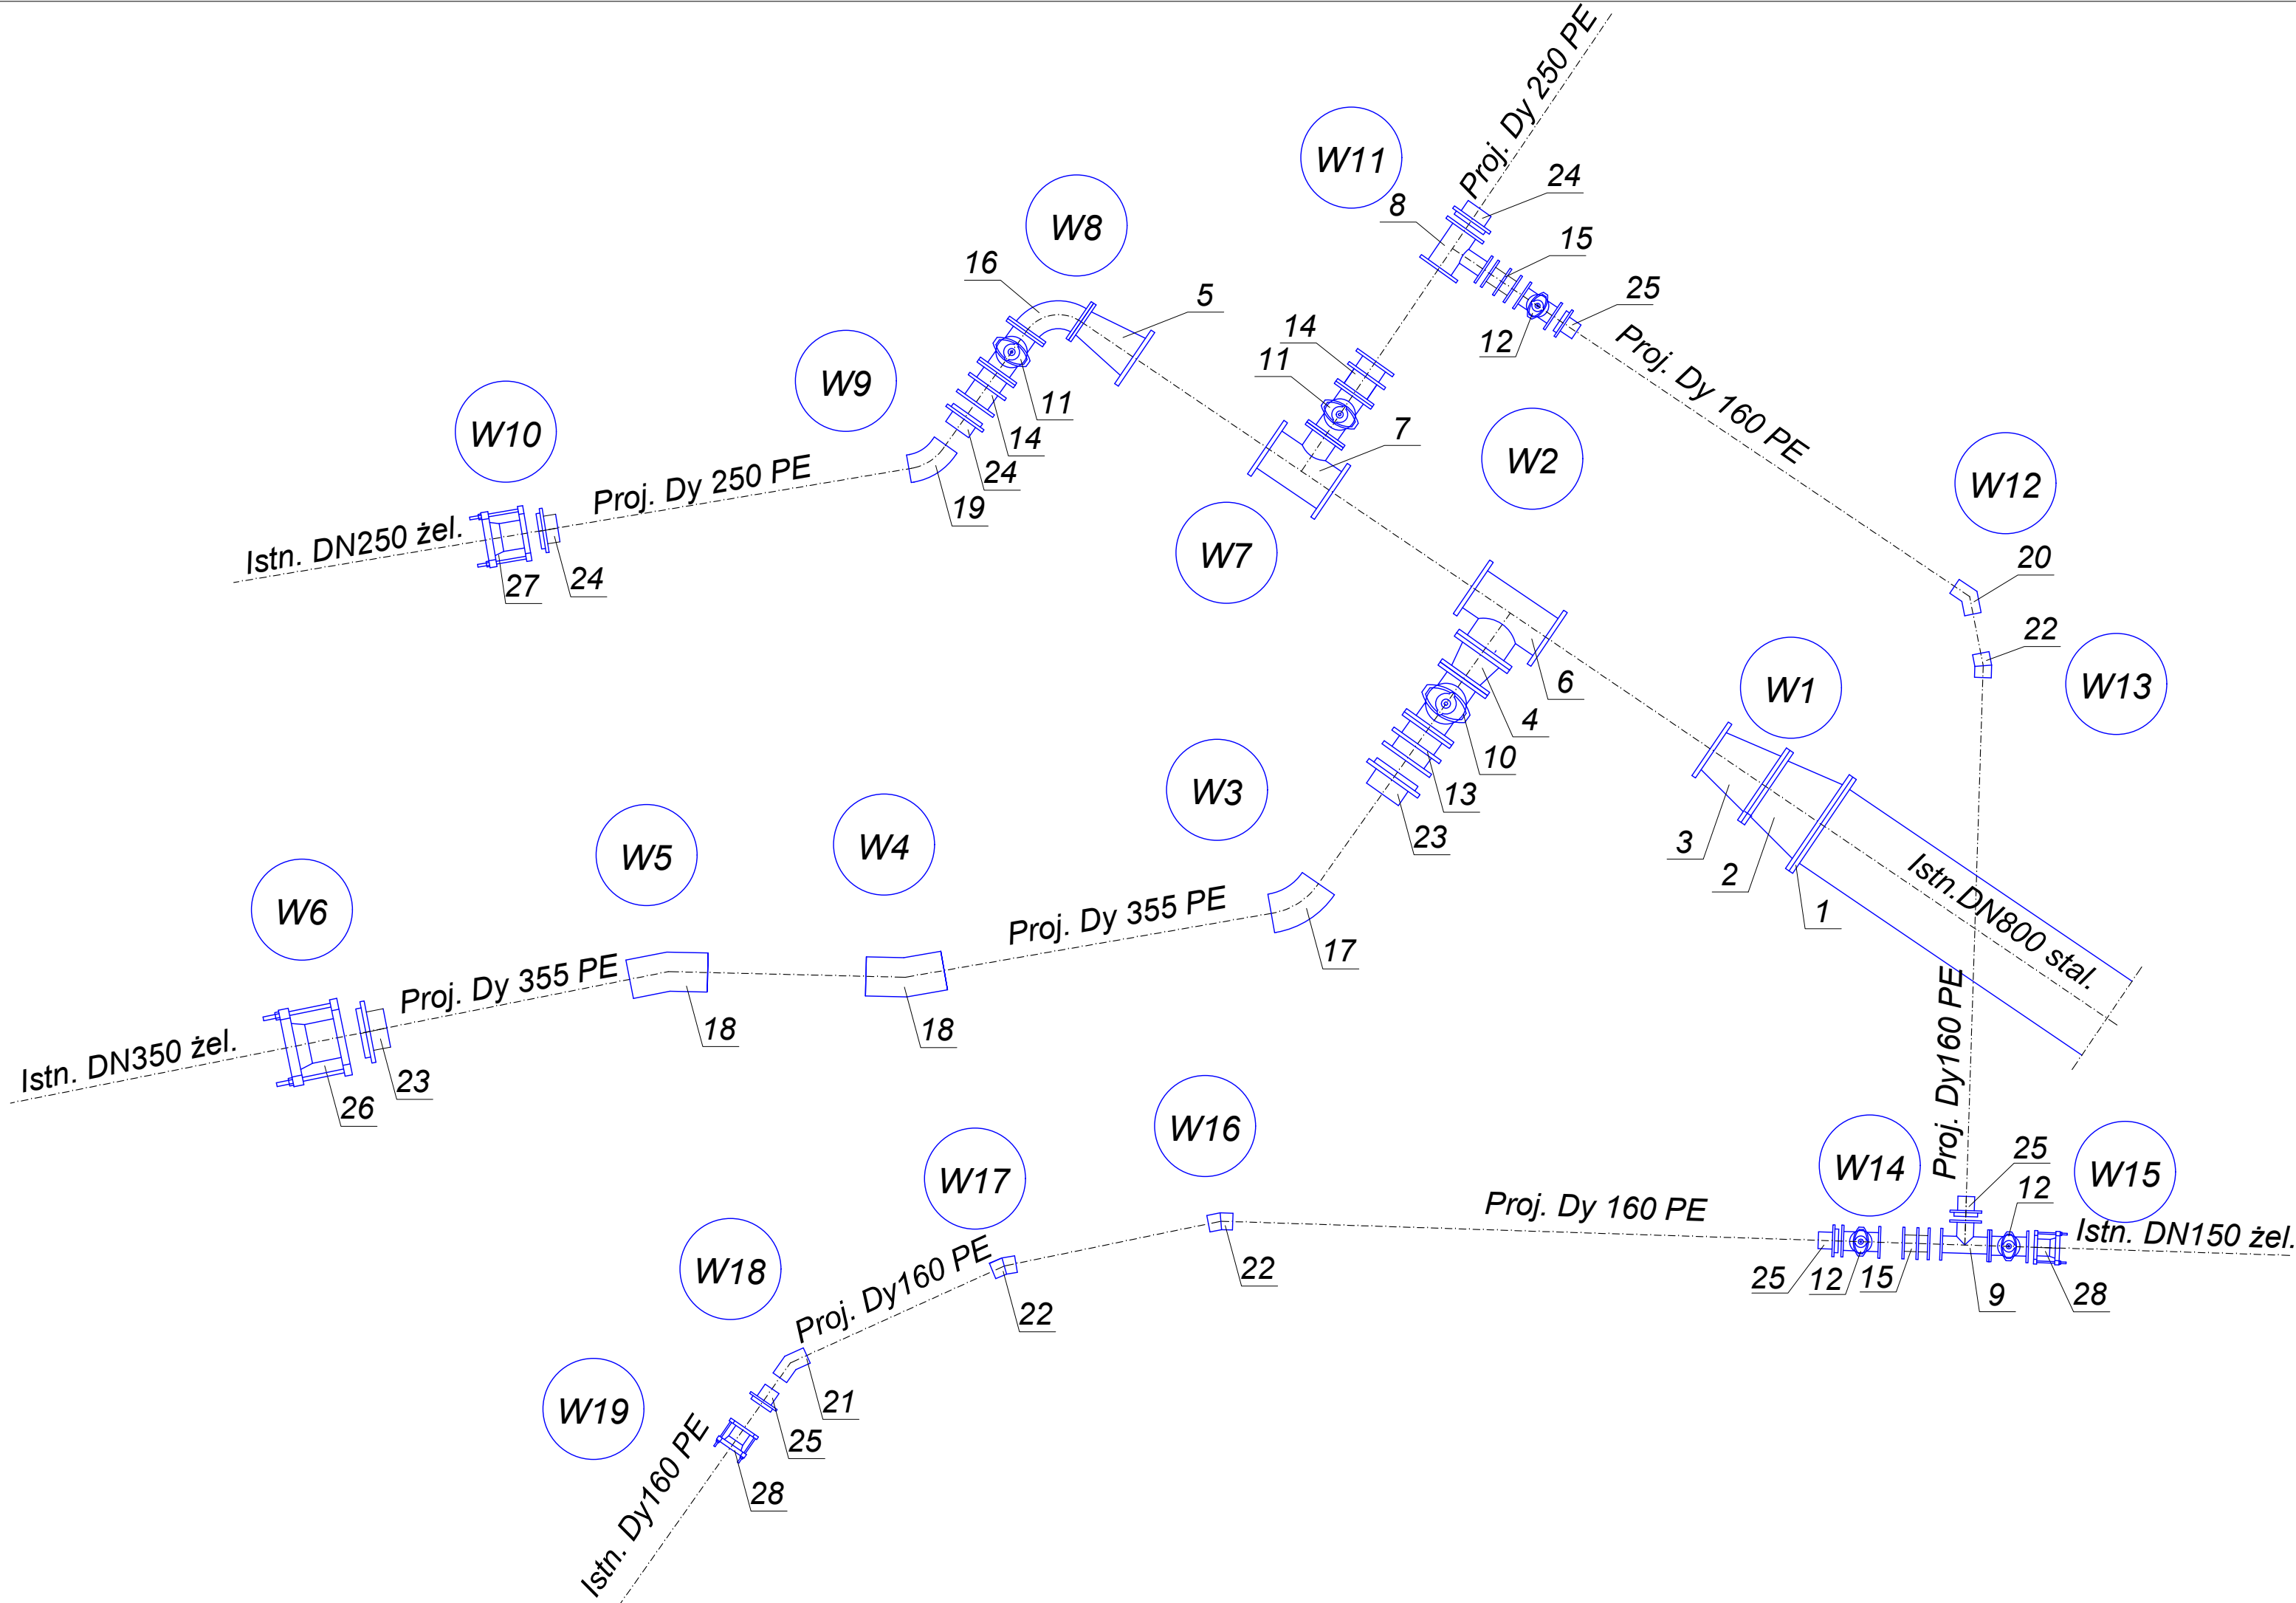 Proj. Dy 250 PE
W11
24
8
W8
15
16
5
25
14
12
Proj. Dy 160 PE
11
W9
11
7
W10
14
W2
24
Proj. Dy 250 PE
19
W12
Istn. DN250 żel.
27
24
W7
20
22
6
W1
W13
4
10
W3
13
23
3
2
1
Istn.DN800 stal.
W5
W4
W6
Proj. Dy 355 PE
17
Proj. Dy 355 PE
18
18
Istn. DN350 żel.
23
26
Proj. Dy160 PE
W16
W17
W14
25
W15
12
Proj. Dy 160 PE
Istn. DN150 żel.
W18
22
25
12
15
9
28
Proj. Dy160 PE
22
W19
21
25
28
Istn. Dy160 PE